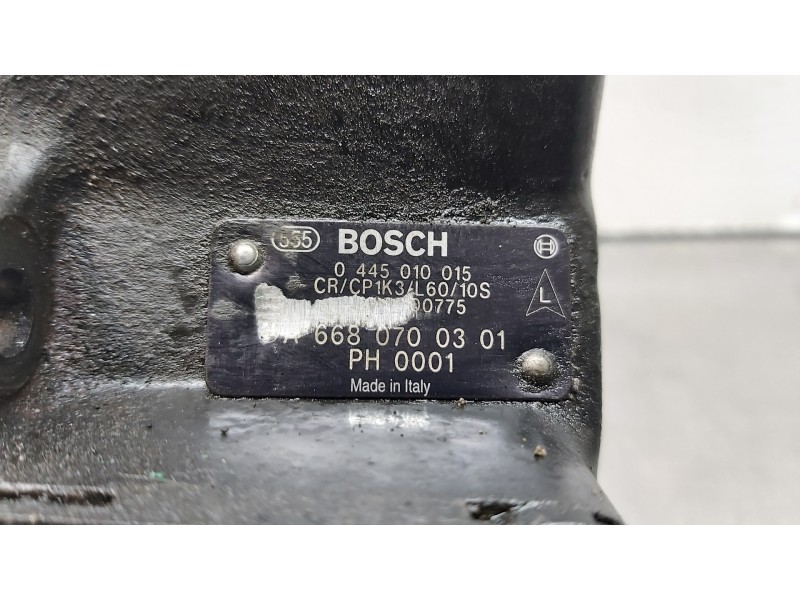 555 BOSCH
0 445 010 015
CR/CP1K3/L60/10S
00775
A 668 070 03 01
PH 0001
Made in Italy
L